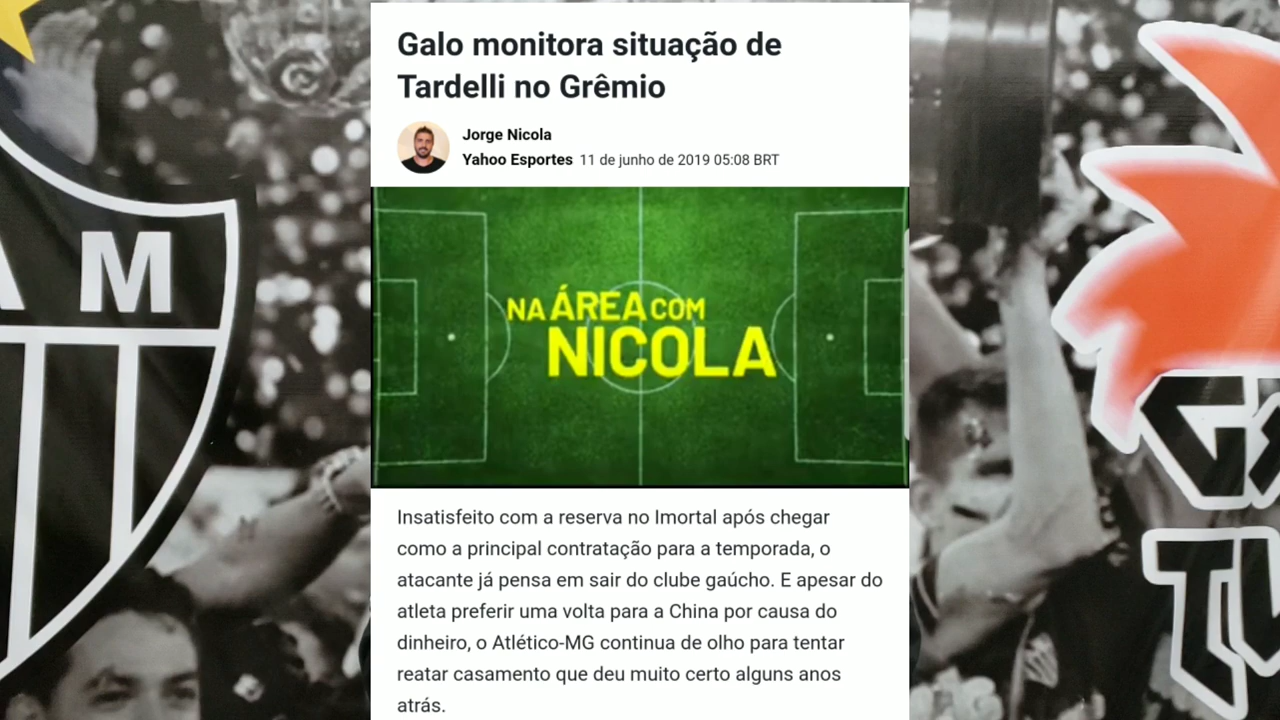 Galo monitora situação de
Tardelli no Grêmio
Jorge Nicola
Yahoo Esportes 11 de junho de 2019 05:08 BRT
NA ÁREA COM
NICOLA
Insatisfeito com a reserva no Imortal após chegar
como a principal contratação para a temporada, o
atacante já pensa em sair do clube gaúcho. E apesar do
atleta preferir uma volta para a China por causa do
dinheiro, o Atlético-MG continua de olho para tentar
reatar casamento que deu muito certo alguns anos
atrás.
M